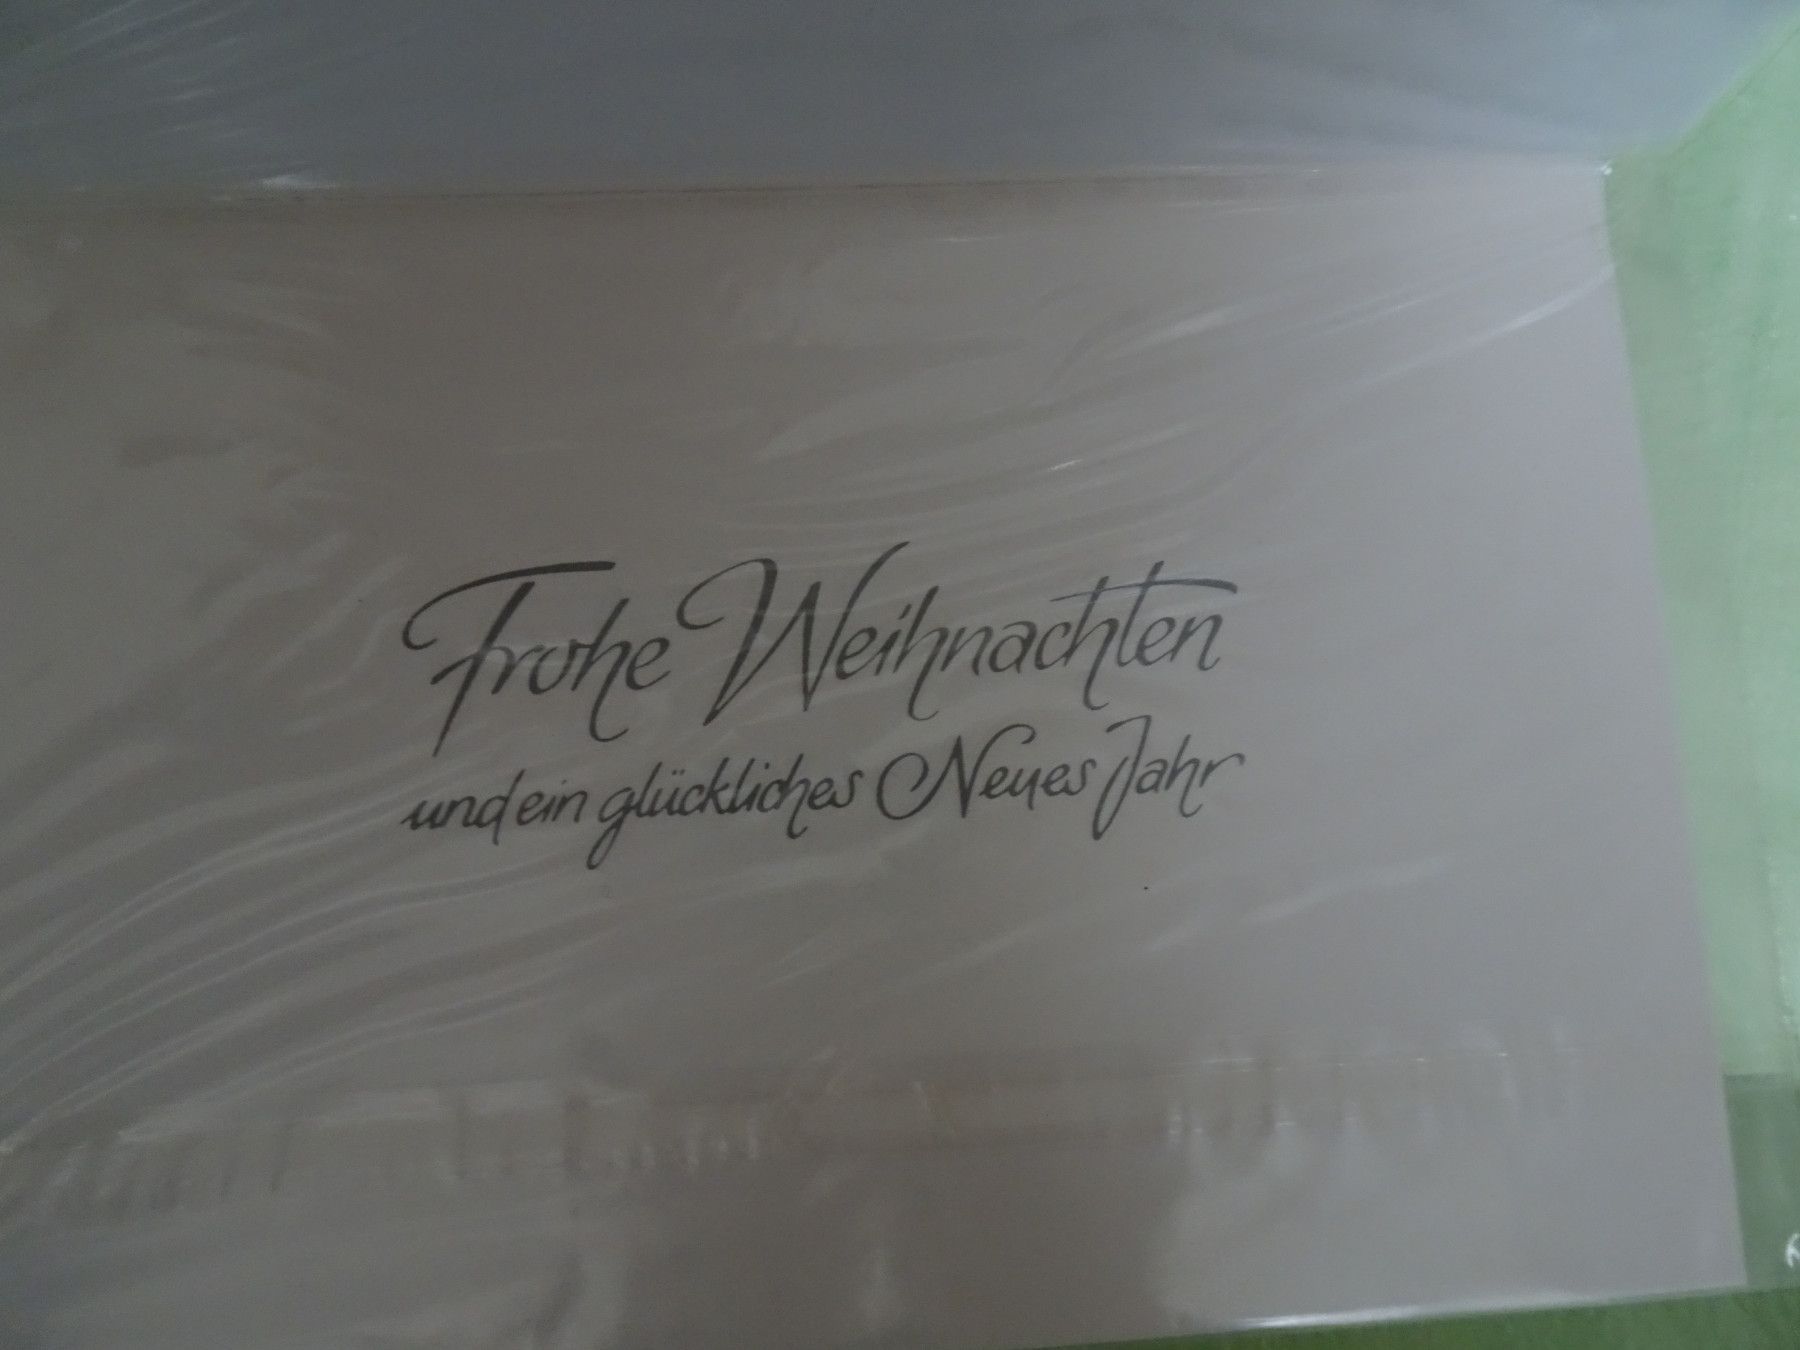 Frohe Weihnachten
und ein glückliches Neues Jahr